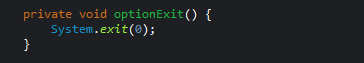 private void optionExit() {
System.exit(0);
}